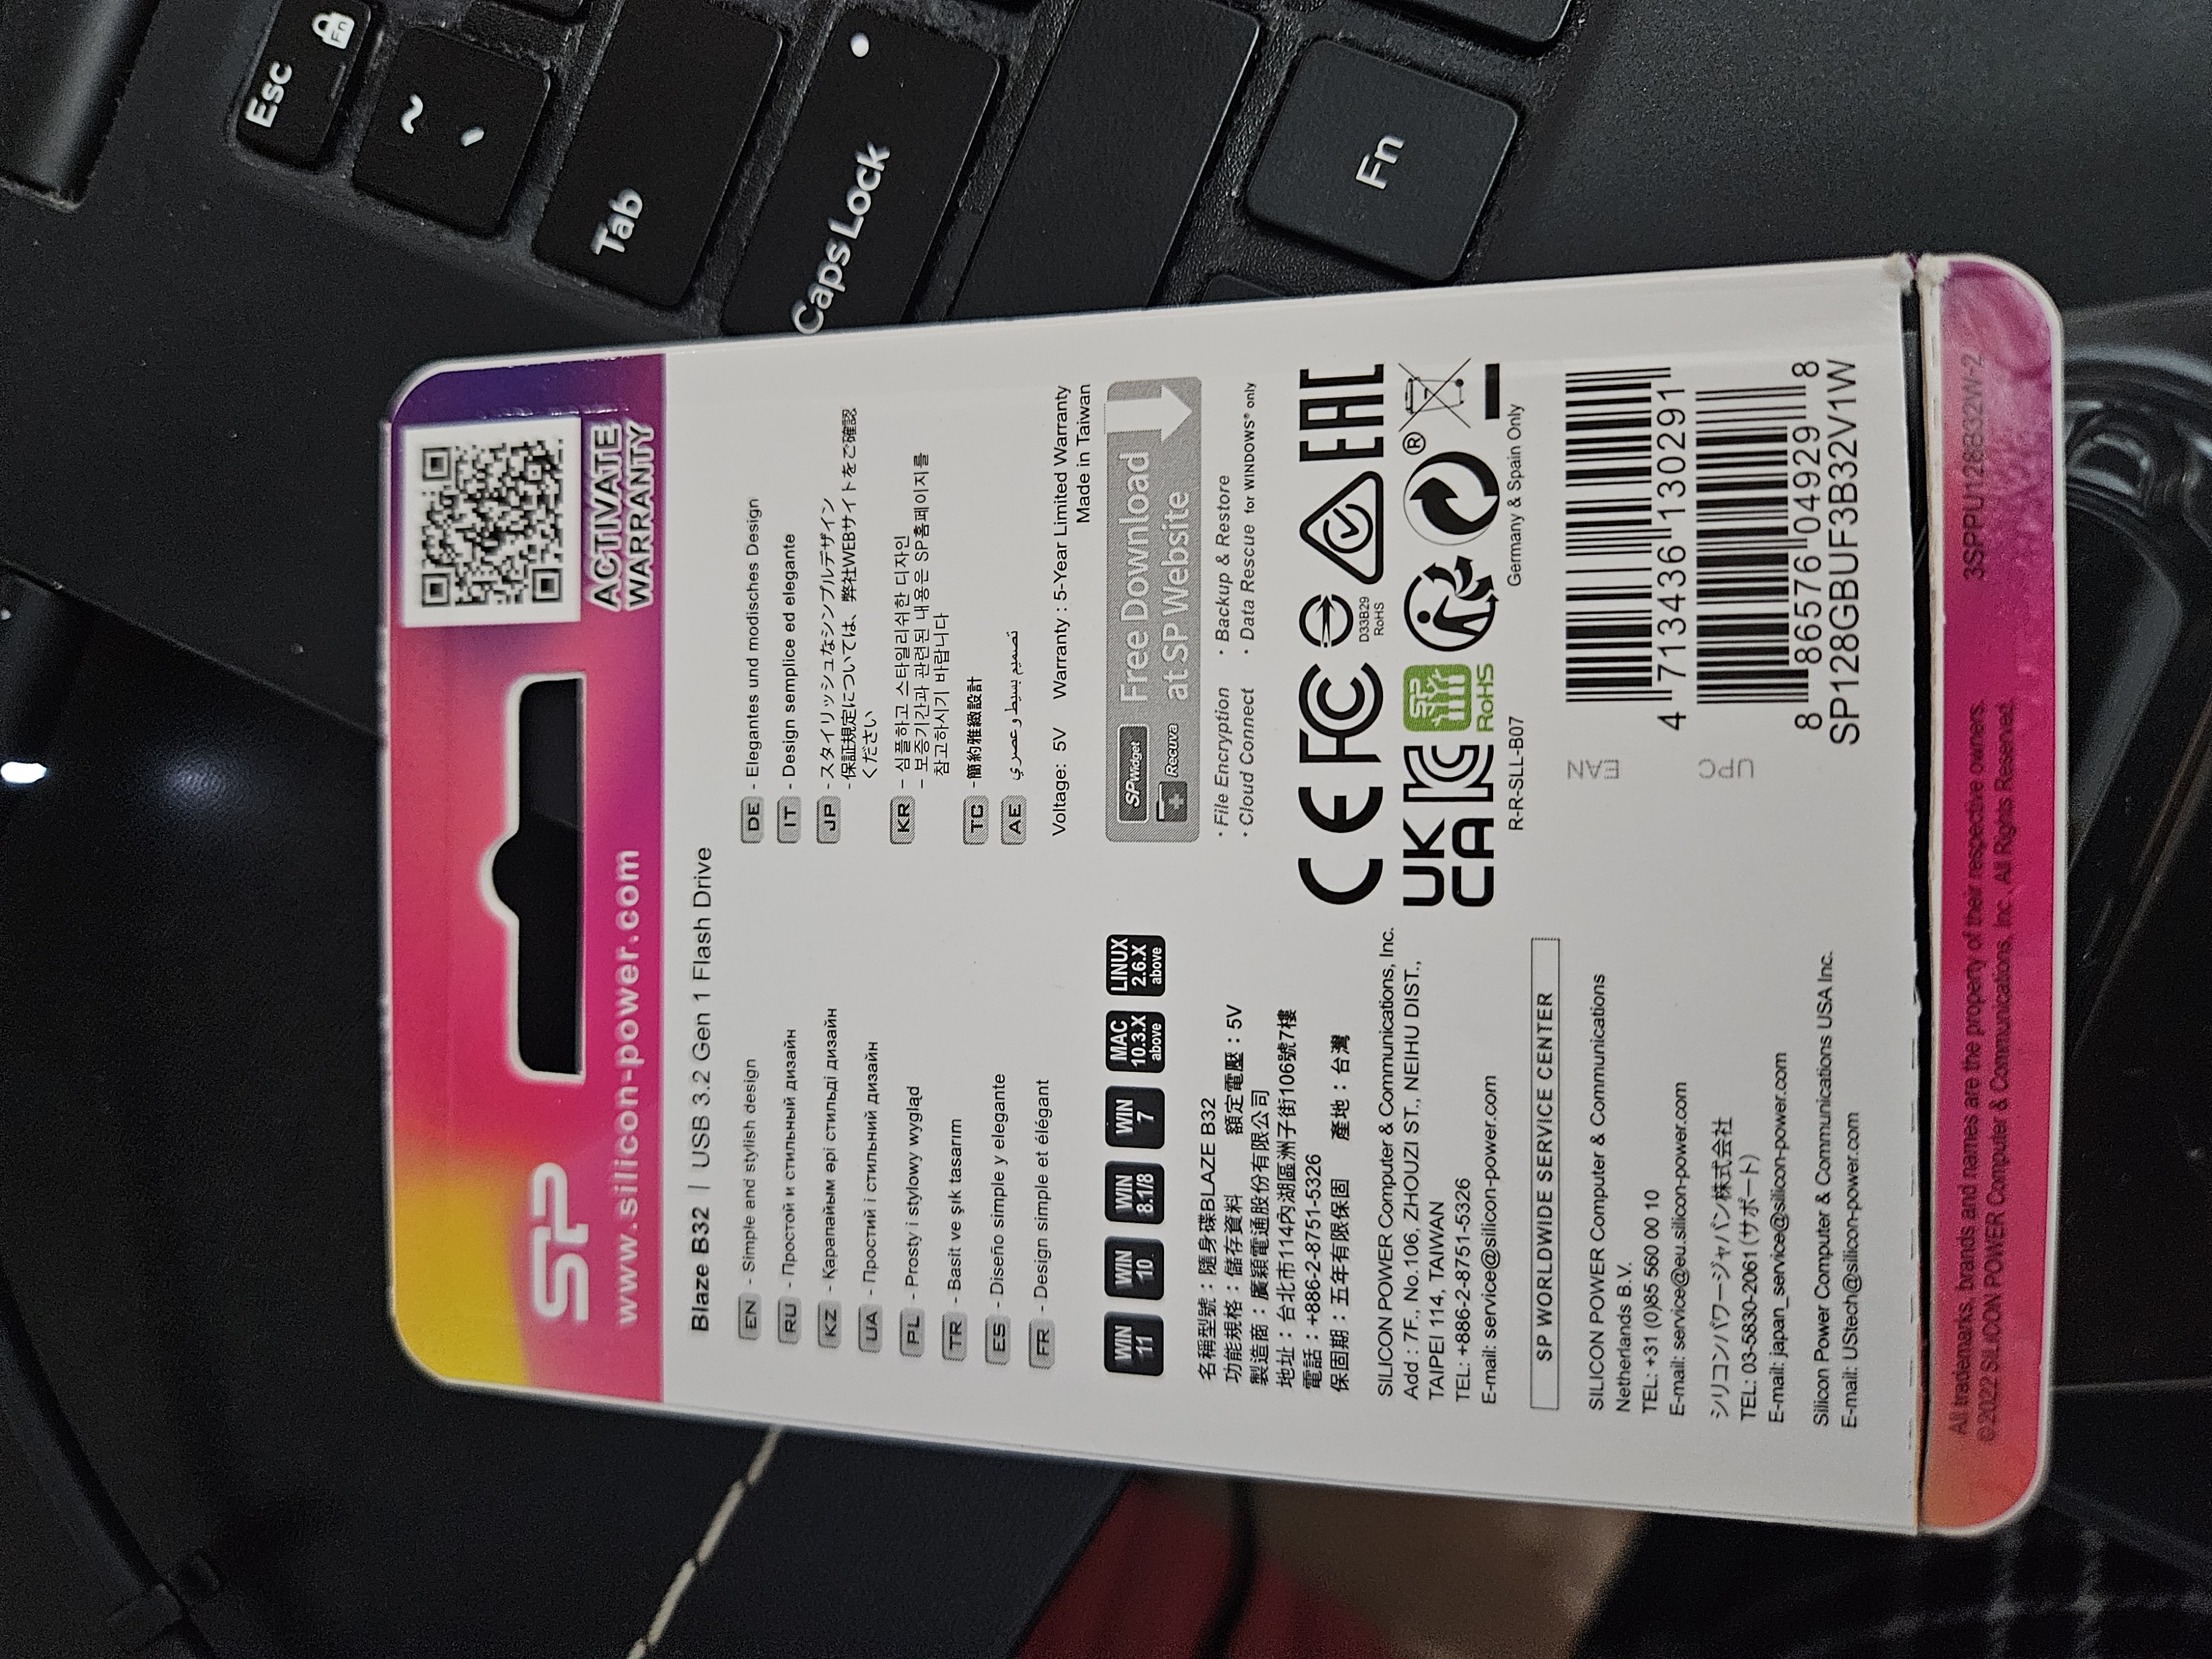 Esc
Fn
~
Tab
Caps Lock
Fn
SP
www.silicon-power.com
ACTIVATE
WARRANTY
Blaze B32 | USB 3.2 Gen 1 Flash Drive
EN - Simple and stylish design
RU - Простой и стильный дизайн
KZ - Қарапайым әрі стильді дизайн
UA - Простий і стильний дизайн
PL - Prosty i stylowy wygląd
TR - Basit ve şık tasarım
ES - Diseño simple y elegante
FR - Design simple et élégant
DE - Elegantes und modisches Design
IT - Design semplice ed elegante
JP - スタイリッシュなシンプルデザイン
- 保証規定については、弊社WEBサイトをご確認
ください
KR - 심플하고 스타일리쉬한 디자인
- 보증기간과 관련된 내용은 SP홈페이지를
참고하시기 바랍니다
TC - 簡約雅緻設計
AE - تصميم بسيط و عصري
Voltage: 5V Warranty : 5-Year Limited Warranty
Made in Taiwan
WIN 11
WIN 10
WIN 8.1/8
WIN 7
MAC 10.3.X above
LINUX 2.6.X above
SPWidget
Recuva
Free Download
at SP Website
· File Encryption · Backup & Restore
· Cloud Connect · Data Rescue for WINDOWS® only
名稱型號：隨身碟BLAZE B32
功能規格：儲存資料 額定電壓：5V
製造商：廣穎電通股份有限公司
地址：台北市114內湖區洲子街106號7樓
電話：+886-2-8751-5326
保固期：五年有限保固 產地：台灣
SILICON POWER Computer & Communications, Inc.
Add : 7F., No.106, ZHOUZI ST., NEIHU DIST.,
TAIPEI 114, TAIWAN
TEL: +886-2-8751-5326
E-mail: service@silicon-power.com
CE FC
D33B29
RoHS
EAC
UK
CA
SP
RoHS
®
R-R-SLL-B07
Germany & Spain Only
SP WORLDWIDE SERVICE CENTER
SILICON POWER Computer & Communications
Netherlands B.V.
TEL: +31 (0)85 560 00 10
E-mail: service@eu.silicon-power.com
シリコンパワージャパン株式会社
TEL: 03-5830-2061 (サポート)
E-mail: japan_service@silicon-power.com
Silicon Power Computer & Communications USA Inc.
E-mail: UStech@silicon-power.com
EAN
4 713436 130291
UPC
8 86576 04929 8
SP128GBUF3B32V1W
All trademarks, brands and names are the property of their respective owners.
©2022 SILICON POWER Computer & Communications, Inc. All Rights Reserved.
3SPPU128B32W-2